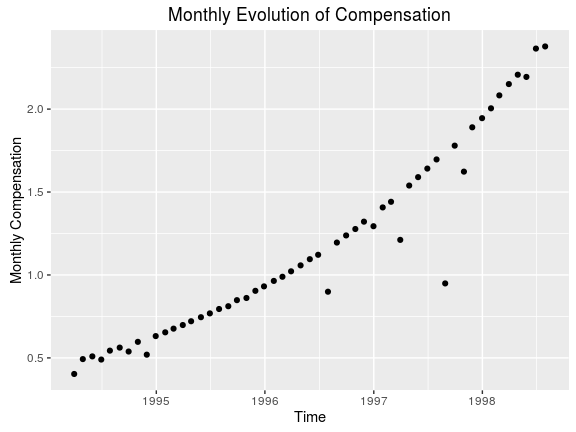 Monthly Evolution of Compensation
Monthly Compensation
2.0
1.5
1.0
0.5
1995 1996 1997 1998
Time